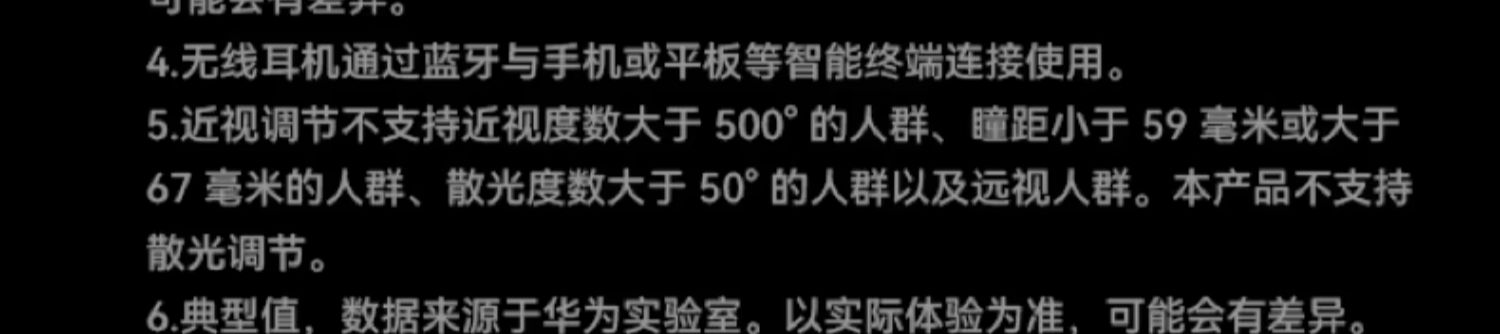 可能会有差异。
4.无线耳机通过蓝牙与手机或平板等智能终端连接使用。
5.近视调节不支持近视度数大于 500° 的人群、瞳距小于 59 毫米或大于
67 毫米的人群、散光度数大于 50° 的人群以及远视人群。本产品不支持
散光调节。
6.典型值，数据来源于华为实验室。以实际体验为准，可能会有差异。